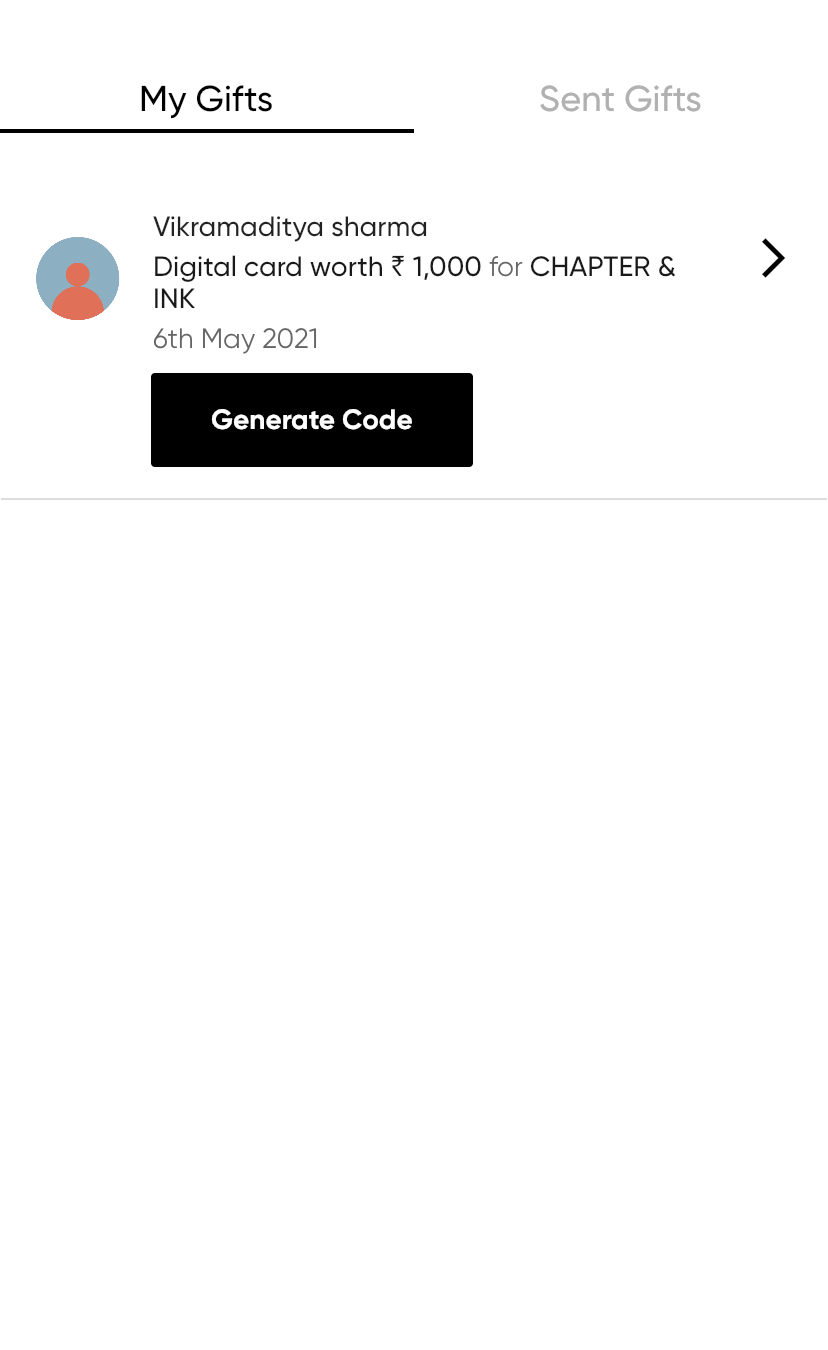 My Gifts
Sent Gifts
Vikramaditya sharma
Digital card worth ₹ 1,000 for CHAPTER &
INK
6th May 2021
Generate Code